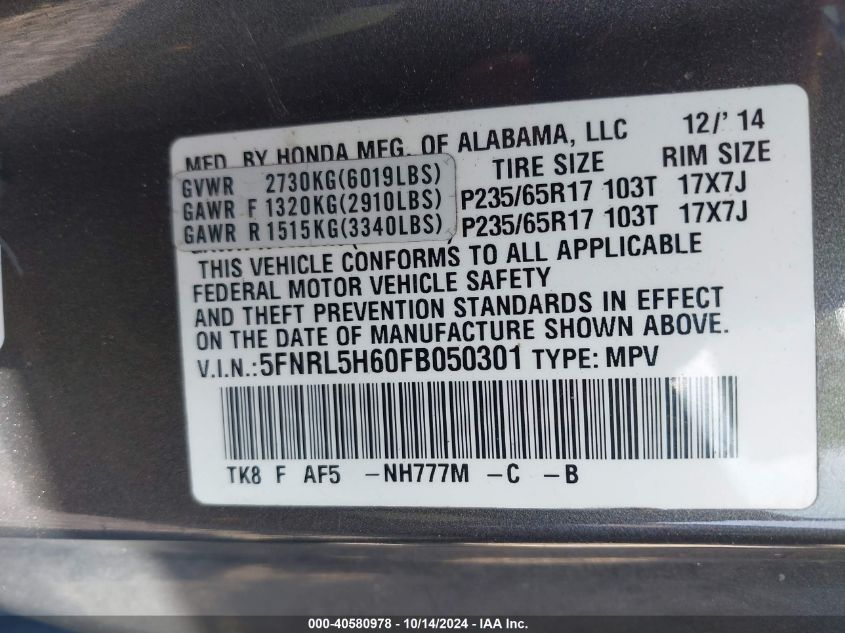 MFD. BY HONDA MFG. OF ALABAMA, LLC 12/'14
TIRE SIZE RIM SIZE
GVWR 2730KG(6019LBS)
GAWR F 1320KG(2910LBS) P235/65R17 103T 17X7J
GAWR R 1515KG(3340LBS) P235/65R17 103T 17X7J
THIS VEHICLE CONFORMS TO ALL APPLICABLE
FEDERAL MOTOR VEHICLE SAFETY
AND THEFT PREVENTION STANDARDS IN EFFECT
ON THE DATE OF MANUFACTURE SHOWN ABOVE.
V.I.N.:5FNRL5H60FB050301 TYPE: MPV
TK8 F AF5 -NH777M -C -B
000-40580978 - 10/14/2024 - IAA Inc.